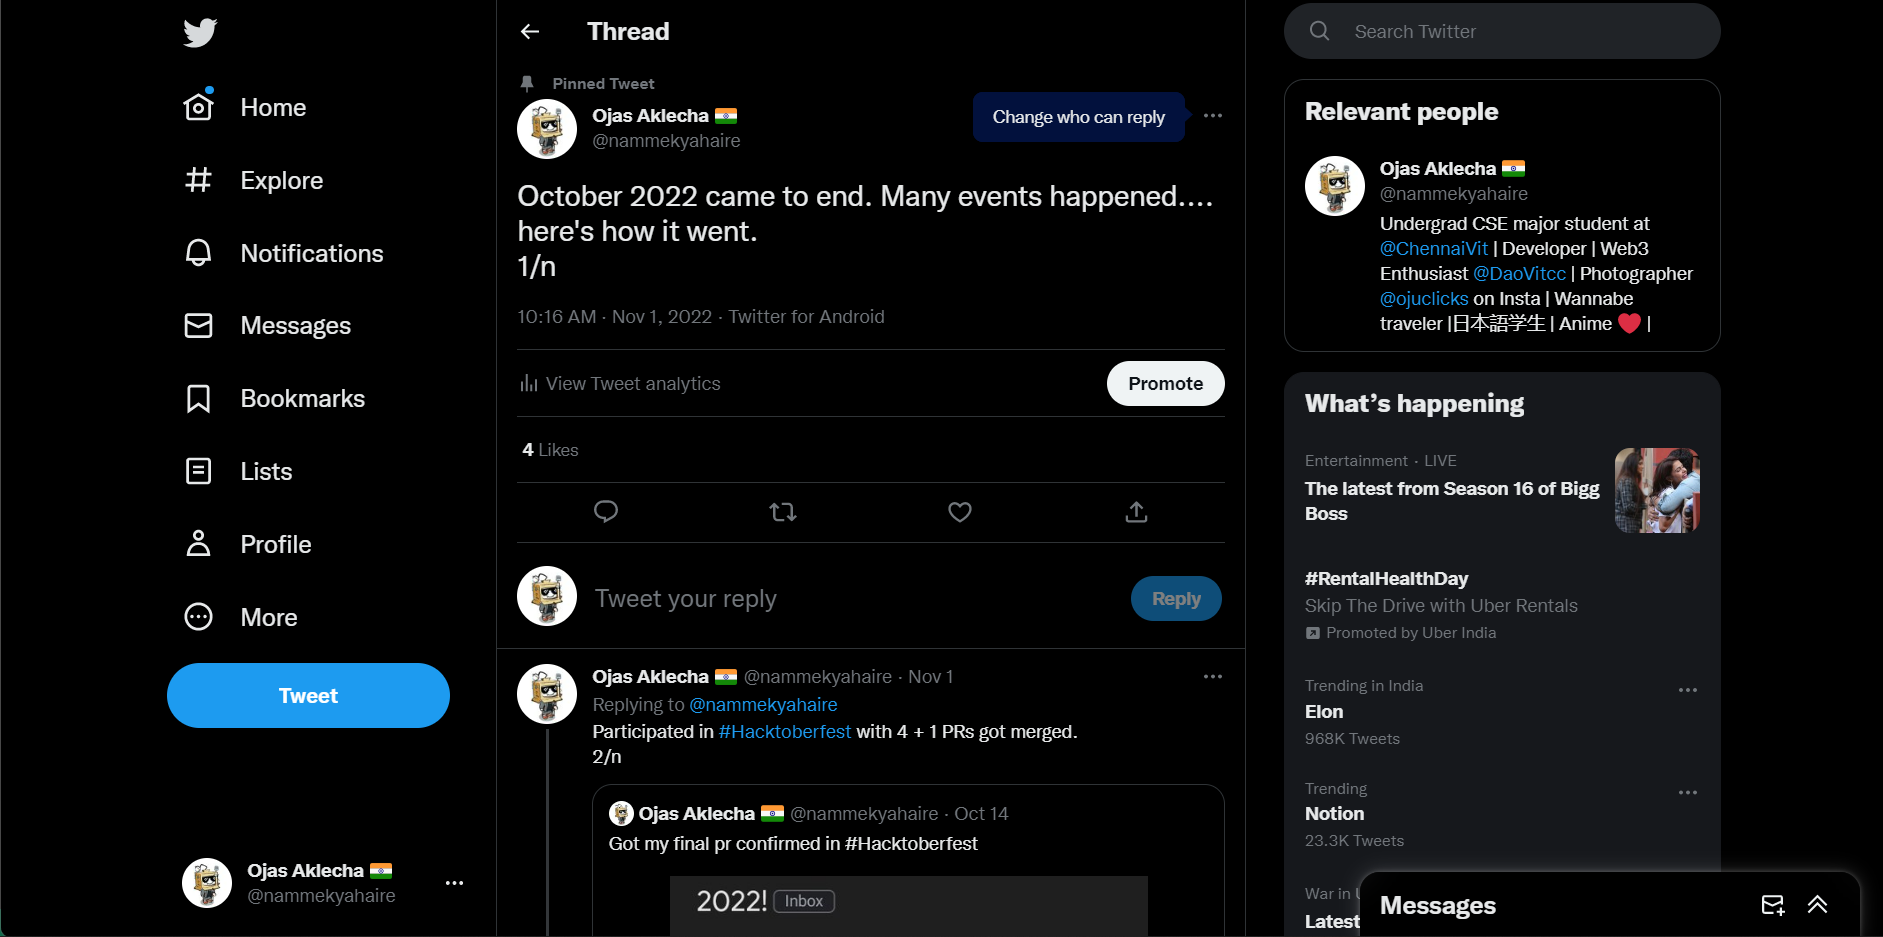 Home
Explore
Notifications
Messages
Bookmarks
Lists
Profile
More
Tweet
Ojas Aklecha
@nammekyahaire
Thread
Pinned Tweet
Ojas Aklecha
@nammekyahaire
Change who can reply
October 2022 came to end. Many events happened....
here's how it went.
1/n
10:16 AM · Nov 1, 2022 · Twitter for Android
View Tweet analytics
Promote
4 Likes
Tweet your reply
Reply
Ojas Aklecha @nammekyahaire · Nov 1
Replying to @nammekyahaire
Participated in #Hacktoberfest with 4 + 1 PRs got merged.
2/n
Ojas Aklecha @nammekyahaire · Oct 14
Got my final pr confirmed in #Hacktoberfest
2022! Inbox
Search Twitter
Relevant people
Ojas Aklecha
@nammekyahaire
Undergrad CSE major student at
@ChennaiVit | Developer | Web3
Enthusiast @DaoVitcc | Photographer
@ojuclicks on Insta | Wannabe
traveler |日本語学生 | Anime ❤️ |
What's happening
Entertainment · LIVE
The latest from Season 16 of Bigg
Boss
#RentalHealthDay
Skip The Drive with Uber Rentals
Promoted by Uber India
Trending in India
Elon
968K Tweets
Trending
Notion
23.3K Tweets
War in
Latest
Messages